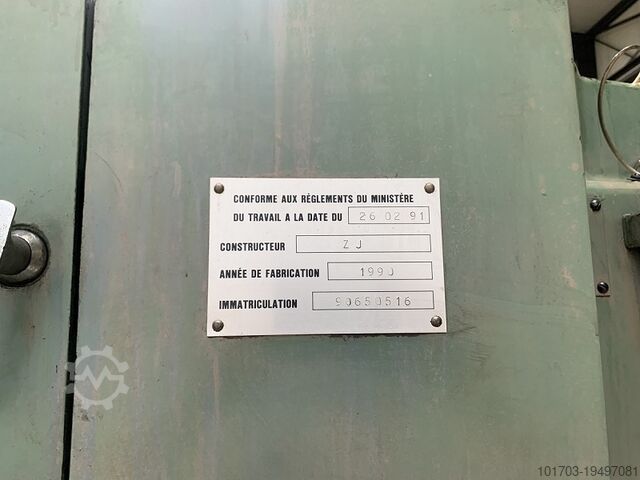 CONFORME AUX RÈGLEMENTS DU MINISTÈRE
DU TRAVAIL A LA DATE DU 26 02 91
CONSTRUCTEUR ZJ
ANNÉE DE FABRICATION 1990
IMMATRICULATION 90650516
101703-19497081